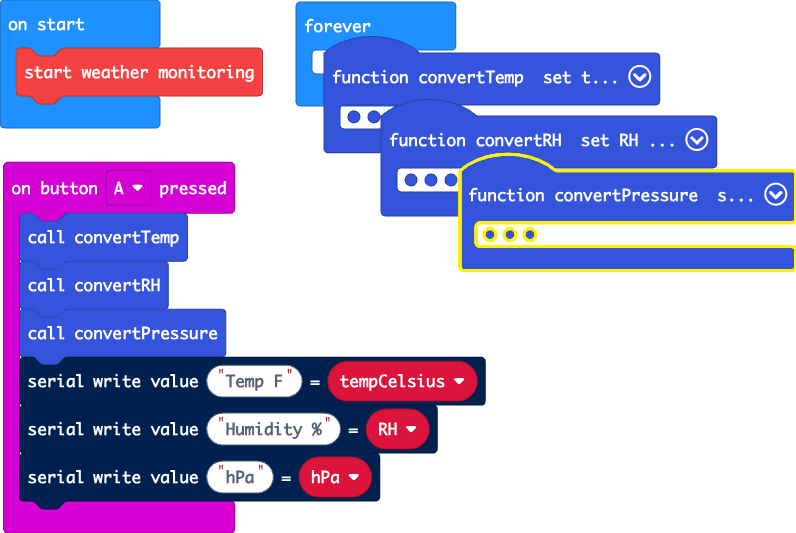 on start
start weather monitoring
forever
function convertTemp set t...
function convertRH set RH ...
function convertPressure s...
on button A pressed
call convertTemp
call convertRH
call convertPressure
serial write value "Temp F" = tempCelsius
serial write value "Humidity %" = RH
serial write value "hPa" = hPa